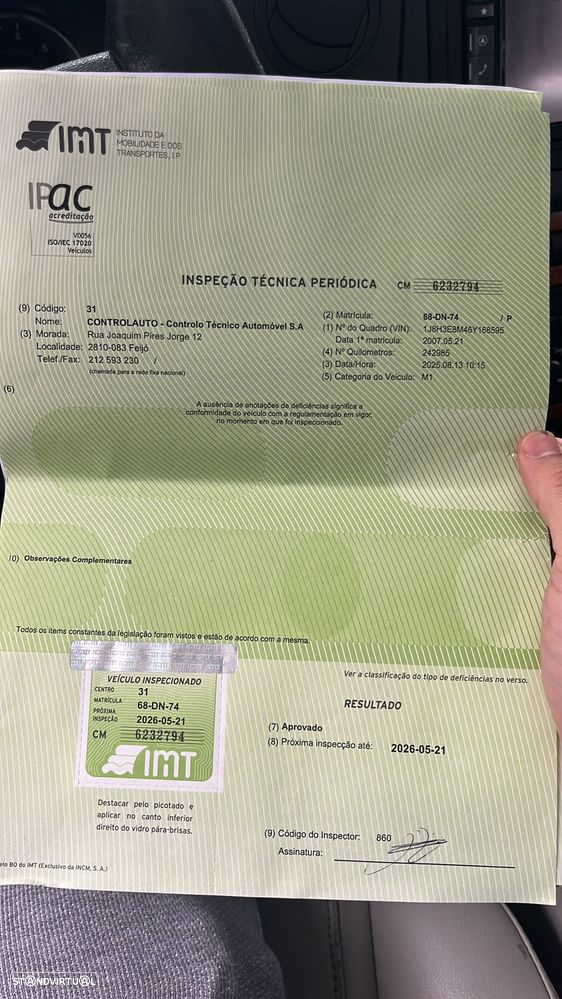 IMT
INSTITUTO DA
MOBILIDADE E DOS
TRANSPORTES, I.P.
IPAC
acreditação
V0056
ISO/IEC 17020
Veículos
INSPEÇÃO TÉCNICA PERIÓDICA CM 6232794
(9) Código: 31
Nome: CONTROLAUTO - Controlo Técnico Automóvel S.A
(3) Morada: Rua Joaquim Pires Jorge 12
Localidade: 2810-083 Feijó
Telef./Fax: 212 593 230 /
(chamada para a rede fixa nacional)
(2) Matrícula: 68-DN-74 / P
(1) Nº do Quadro (VIN): 1J8H3E8M46Y168595
Data 1ª matrícula: 2007.05.21
(4) Nº Quilometros: 242985
(3) Data/Hora: 2025.08.13 10:15
(5) Categoria do Veículo: M1
(6)
A ausência de anotações de deficiências significa a
conformidade do veículo com a regulamentação em vigor,
no momento em que foi inspeccionado.
10) Observações Complementares
Todos os items constantes da legislação foram vistos e estão de acordo com a mesma.
VEÍCULO INSPECIONADO
CENTRO 31
MATRÍCULA 68-DN-74
PRÓXIMA
INSPEÇÃO 2026-05-21
CM 6232794
IMT
Destacar pelo picotado e
aplicar no canto inferior
direito do vidro pára-brisas.
Ver a classificação do tipo de deficiências no verso.
RESULTADO
(7) Aprovado
(8) Próxima inspecção até: 2026-05-21
(9) Código do Inspector: 860
Assinatura:
elo 80 do IMT (Exclusivo da INCM, S. A.)
ST@NDVIRTU@L